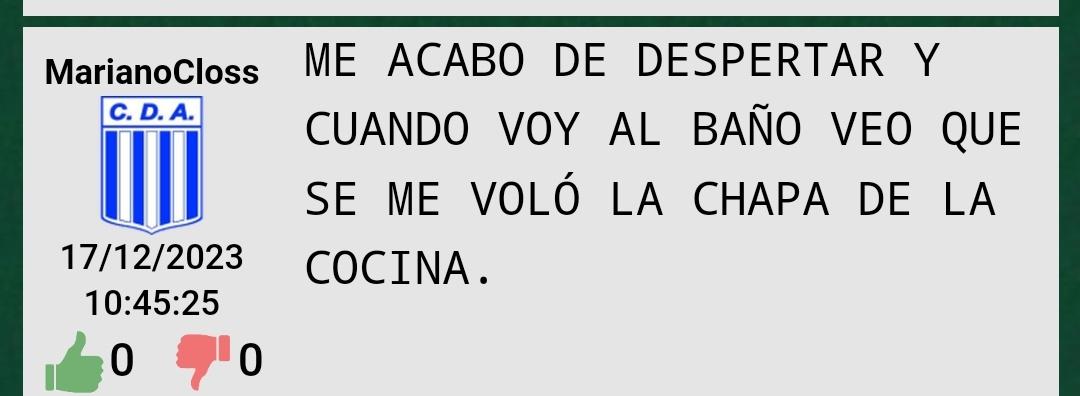 MarianoCloss
C. D. A.
17/12/2023
10:45:25
0 0
ME ACABO DE DESPERTAR Y
CUANDO VOY AL BAÑO VEO QUE
SE ME VOLÓ LA CHAPA DE LA
COCINA.